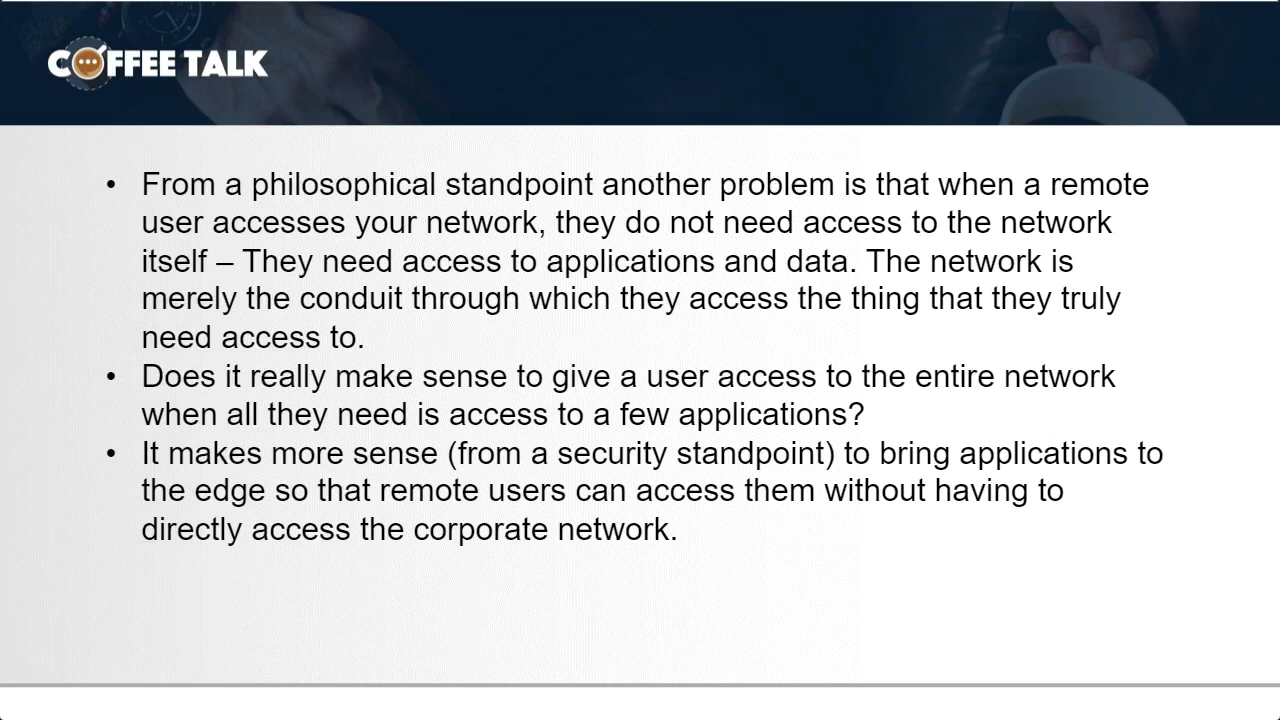 COFFEE TALK
• From a philosophical standpoint another problem is that when a remote
user accesses your network, they do not need access to the network
itself – They need access to applications and data. The network is
merely the conduit through which they access the thing that they truly
need access to.
• Does it really make sense to give a user access to the entire network
when all they need is access to a few applications?
• It makes more sense (from a security standpoint) to bring applications to
the edge so that remote users can access them without having to
directly access the corporate network.